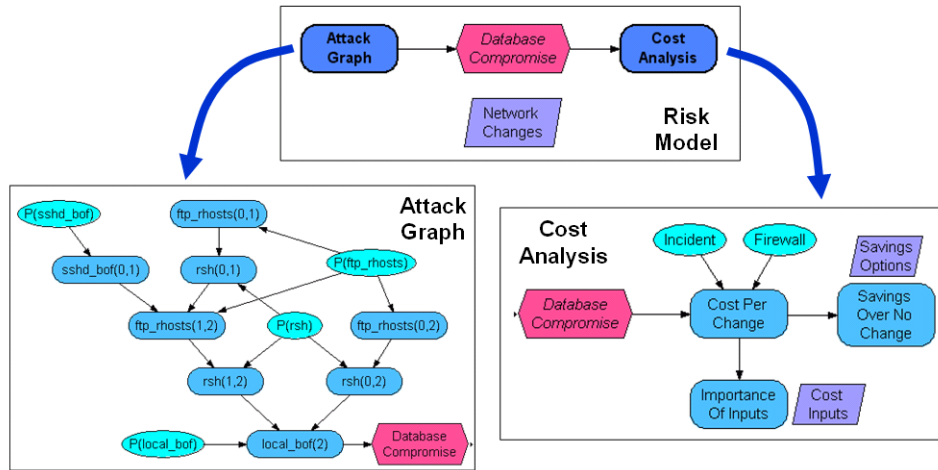 Attack
Graph
Database
Compromise
Cost
Analysis
Network
Changes
Risk
Model
Attack
Graph
P(sshd_bof)
ftp_rhosts(0,1)
sshd_bof(0,1)
rsh(0,1)
P(ftp_rhosts)
ftp_rhosts(1,2)
P(rsh)
ftp_rhosts(0,2)
rsh(1,2)
rsh(0,2)
P(local_bof)
local_bof(2)
Database
Compromise
Cost
Analysis
Incident
Firewall
Savings
Options
Database
Compromise
Cost Per
Change
Savings
Over No
Change
Importance
Of Inputs
Cost
Inputs